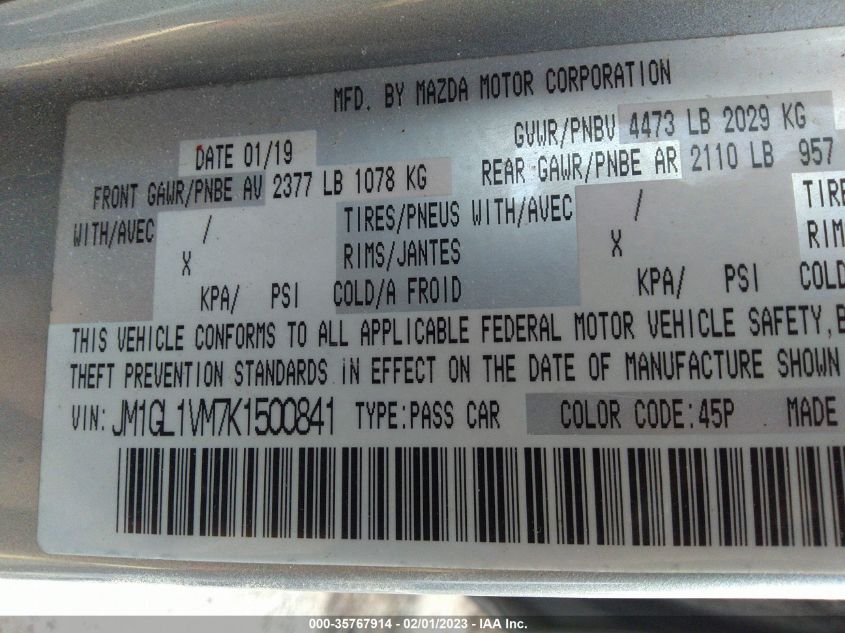 MFD. BY MAZDA MOTOR CORPORATION
DATE 01/19 GVWR/PNBV 4473 LB 2029 KG
FRONT GAWR/PNBE AV 2377 LB 1078 KG REAR GAWR/PNBE AR 2110 LB 957
WITH/AVEC / TIRES/PNEUS WITH/AVEC / TIRE
X RIMS/JANTES X RIM
KPA/ PSI COLD/A FROID KPA/ PSI COL
THIS VEHICLE CONFORMS TO ALL APPLICABLE FEDERAL MOTOR VEHICLE SAFETY, B
THEFT PREVENTION STANDARDS iN EFFECT ON THE DATE OF MANUFACTURE SHOWN
VIN: JM1GL1VM7K1500841 TYPE:PASS CAR COLOR CODE:45P MADE
000-35767914 - 02/01/2023 - IAA Inc.